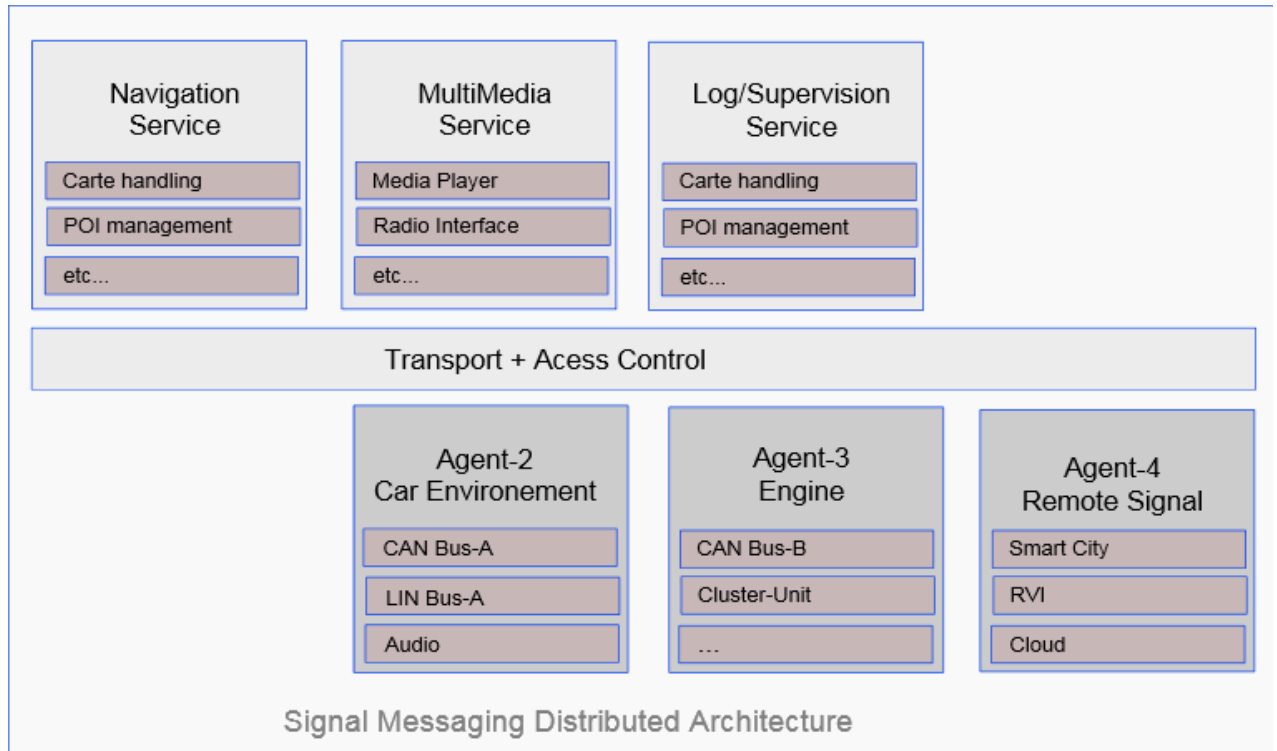 Navigation
Service
Carte handling
POI management
etc...
MultiMedia
Service
Media Player
Radio Interface
etc...
Log/Supervision
Service
Carte handling
POI management
etc...
Transport + Acess Control
Agent-2
Car Environement
CAN Bus-A
LIN Bus-A
Audio
Agent-3
Engine
CAN Bus-B
Cluster-Unit
...
Agent-4
Remote Signal
Smart City
RVI
Cloud
Signal Messaging Distributed Architecture